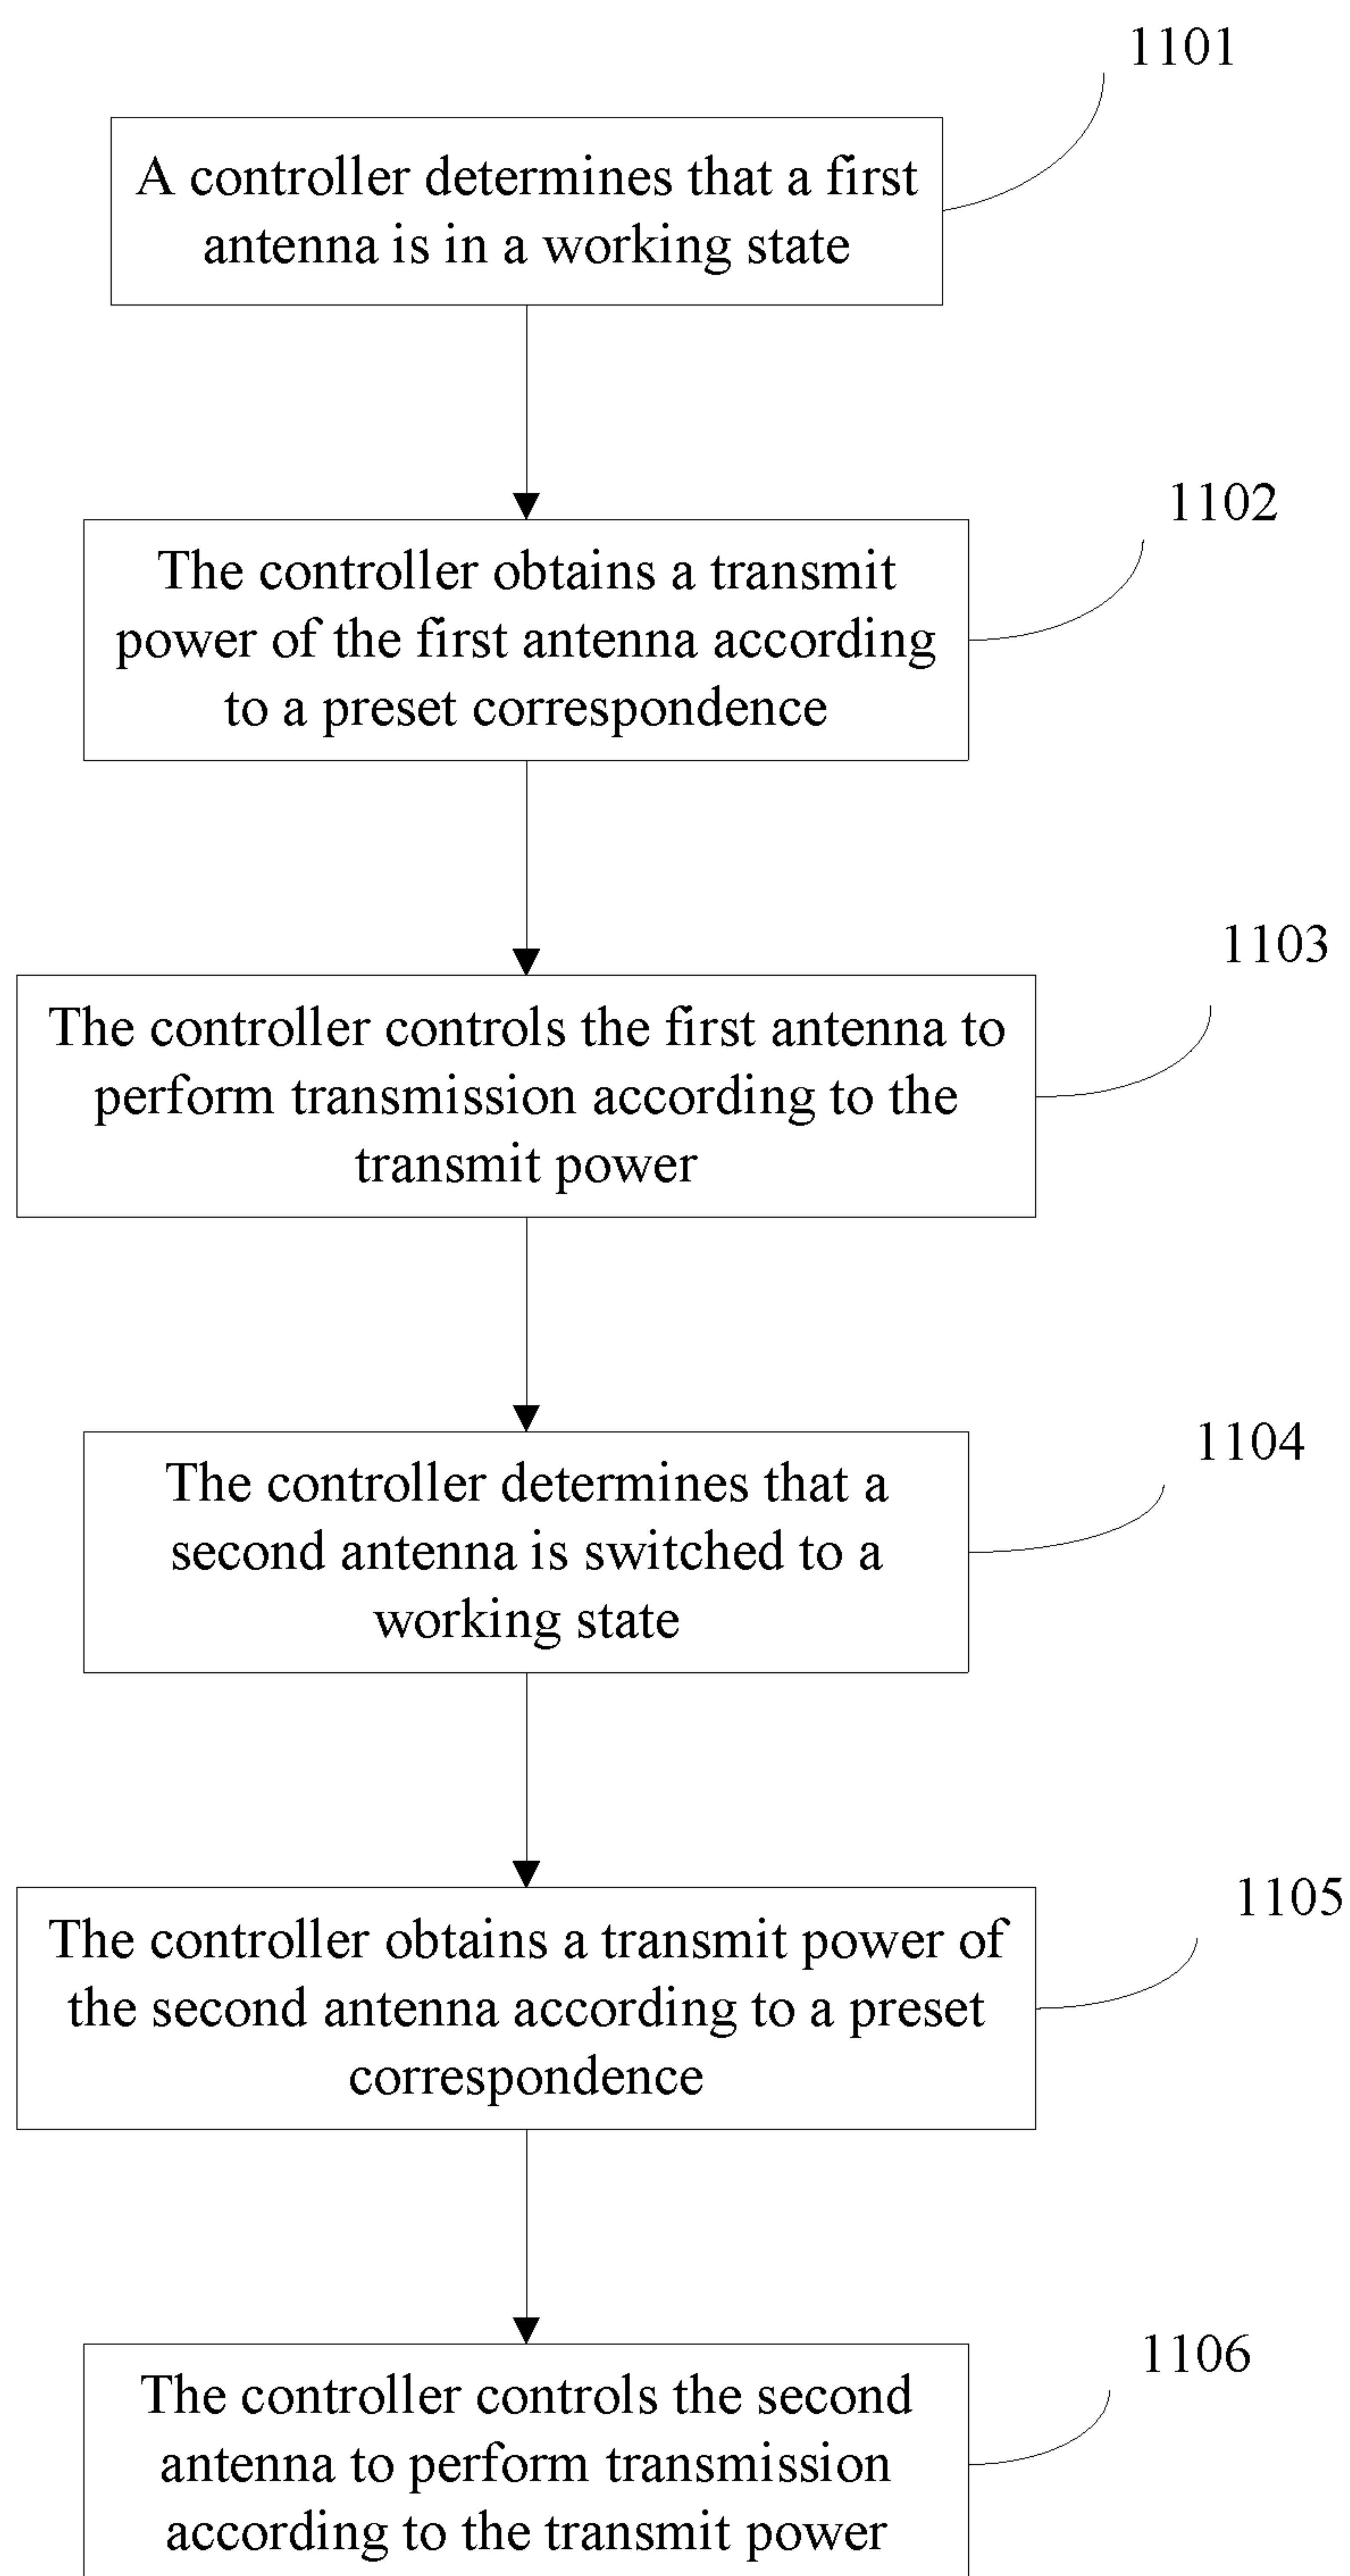 1101
A controller determines that a first
antenna is in a working state
1102
The controller obtains a transmit
power of the first antenna according
to a preset correspondence
1103
The controller controls the first antenna to
perform transmission according to the
transmit power
1104
The controller determines that a
second antenna is switched to a
working state
1105
The controller obtains a transmit power of
the second antenna according to a preset
correspondence
1106
The controller controls the second
antenna to perform transmission
according to the transmit power